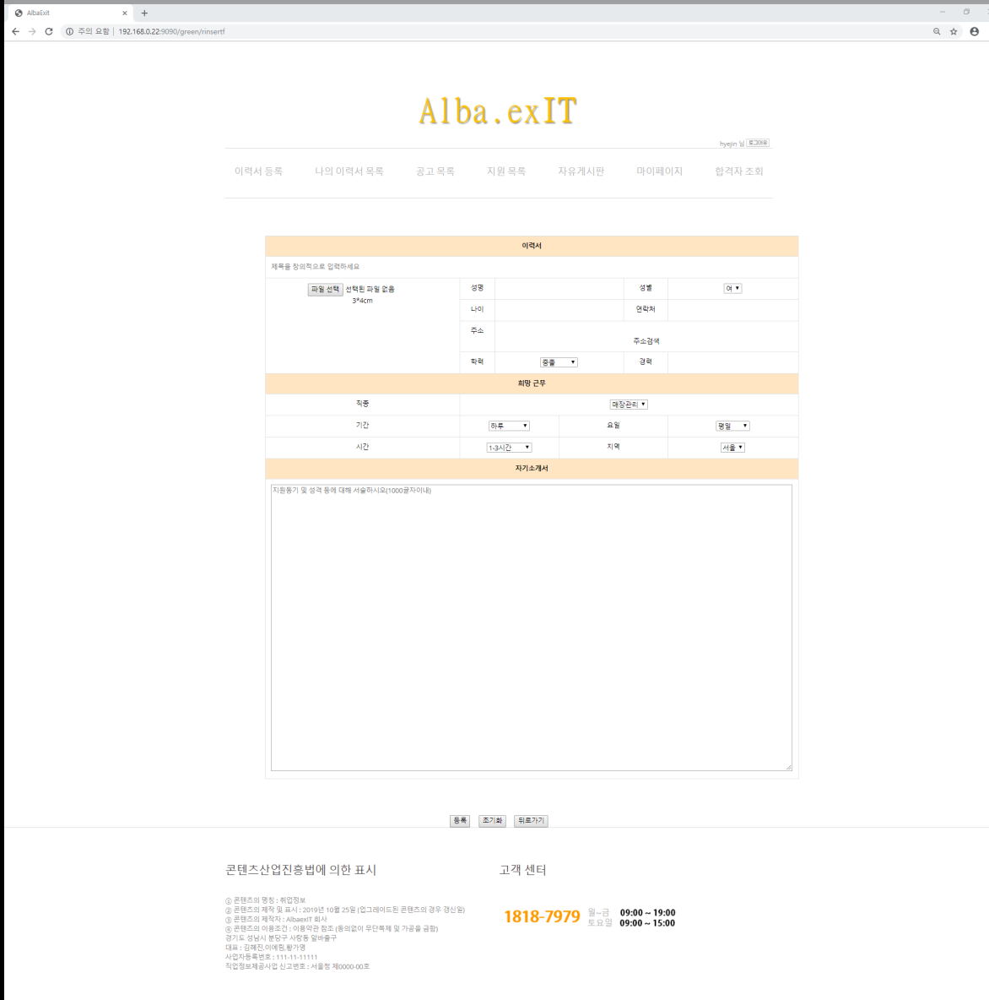 AlbaExit
주의 요함 | 192.168.0.22:9090/green/rinsertf
Alba.exIT
hyejin 님 로그아웃
이력서 등록 나의 이력서 목록 공고 목록 지원 목록 자유게시판 마이페이지 합격자 조회
이력서
제목을 창의적으로 입력하세요
파일 선택 선택된 파일 없음
3*4cm
성명 성별 여
나이 연락처
주소
주소검색
학력 중졸 경력
희망 근무
직종 매장관리
기간 하루 요일 평일
시간 1-3시간 지역 서울
자기소개서
지원동기 및 성격 등에 대해 서술하시오(1000글자이내)
등록 초기화 뒤로가기
콘텐츠산업진흥법에 의한 표시
① 콘텐츠의 명칭 : 취업정보
② 콘텐츠의 제작 및 표시 : 2019년 10월 25일 (업그레이드된 콘텐츠의 경우 갱신일)
③ 콘텐츠의 제작자 : AlbaexIT 회사
④ 콘텐츠의 이용조건 : 이용약관 참조 (동의없이 무단복제 및 가공을 금함)
경기도 성남시 분당구 사랑동 알바출구
대표 : 김혜진,이예림,황가영
사업자등록번호 : 111-11-11111
직업정보제공사업 신고번호 : 서울청 제0000-00호
고객 센터
1818-7979
월~금 09:00 ~ 19:00
토요일 09:00 ~ 15:00